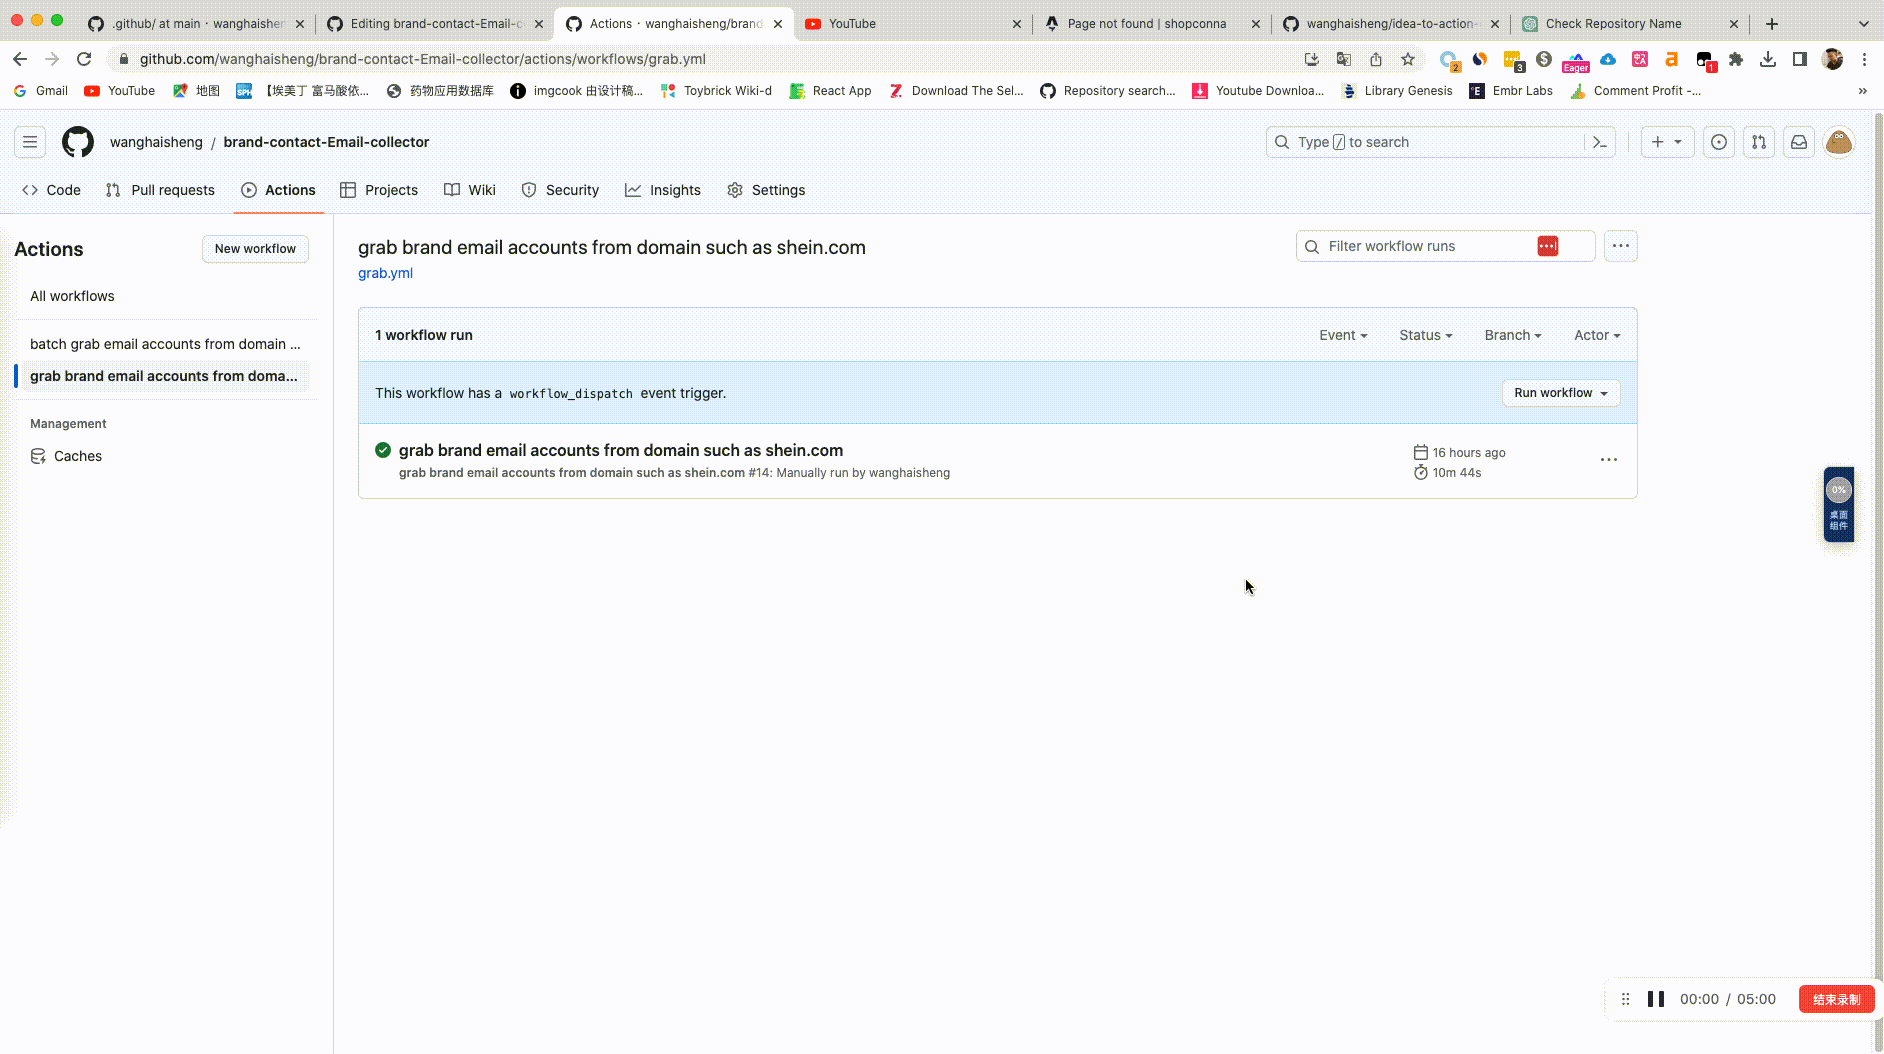 .github/ at main · wanghaishen
Editing brand-contact-Email-c
Actions · wanghaisheng/brand
YouTube
Page not found | shopconna
wanghaisheng/idea-to-action-
Check Repository Name
github.com/wanghaisheng/brand-contact-Email-collector/actions/workflows/grab.yml
2
3
Eager
1
Gmail
YouTube
地图
SPH
【埃美丁 富马酸依...
药物应用数据库
imgcook 由设计稿...
Toybrick Wiki-d
React App
Download The Sel...
Repository search...
Youtube Downloa...
Library Genesis
Embr Labs
Comment Profit -...
»
wanghaisheng / brand-contact-Email-collector
Type / to search
Code
Pull requests
Actions
Projects
Wiki
Security
Insights
Settings
Actions
New workflow
All workflows
batch grab email accounts from domain ...
grab brand email accounts from doma...
Management
Caches
grab brand email accounts from domain such as shein.com
grab.yml
Filter workflow runs
1 workflow run
Event
Status
Branch
Actor
This workflow has a workflow_dispatch event trigger.
Run workflow
grab brand email accounts from domain such as shein.com
grab brand email accounts from domain such as shein.com #14: Manually run by wanghaisheng
16 hours ago
10m 44s
0%
桌面
组件
00:00 / 05:00
结束录制